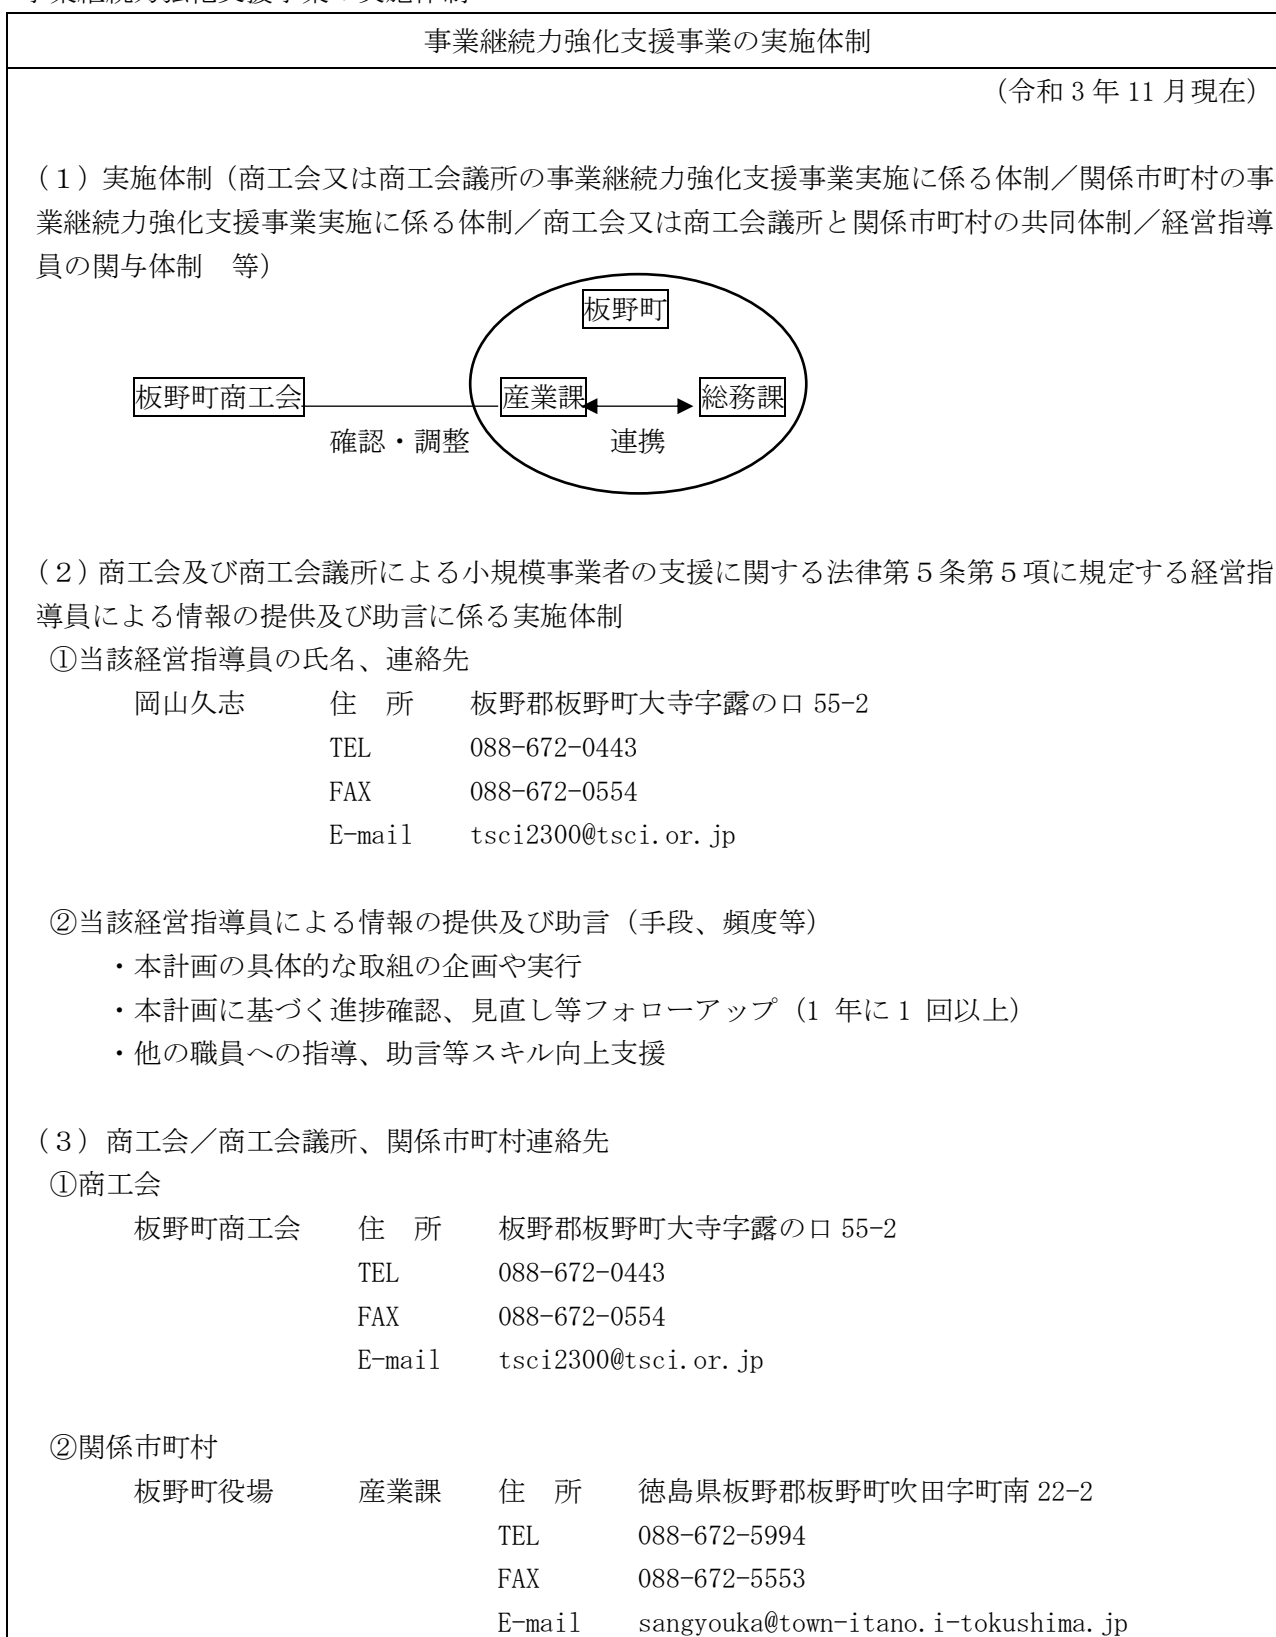 事業継続力強化支援事業の実施体制
事業継続力強化支援事業の実施体制
（令和 3 年 11 月現在）
（１）実施体制（商工会又は商工会議所の事業継続力強化支援事業実施に係る体制／関係市町村の事
業継続力強化支援事業実施に係る体制／商工会又は商工会議所と関係市町村の共同体制／経営指導
員の関与体制　等）
板野町
板野町商工会　産業課　総務課
確認・調整　連携
（２）商工会及び商工会議所による小規模事業者の支援に関する法律第５条第５項に規定する経営指
導員による情報の提供及び助言に係る実施体制
①当該経営指導員の氏名、連絡先
岡山久志　住　所　板野郡板野町大寺字露の口 55-2
TEL　088-672-0443
FAX　088-672-0554
E-mail　tsci2300@tsci.or.jp
②当該経営指導員による情報の提供及び助言（手段、頻度等）
・本計画の具体的な取組の企画や実行
・本計画に基づく進捗確認、見直し等フォローアップ（1 年に 1 回以上）
・他の職員への指導、助言等スキル向上支援
（３）商工会／商工会議所、関係市町村連絡先
①商工会
板野町商工会　住　所　板野郡板野町大寺字露の口 55-2
TEL　088-672-0443
FAX　088-672-0554
E-mail　tsci2300@tsci.or.jp
②関係市町村
板野町役場　産業課　住　所　徳島県板野郡板野町吹田字町南 22-2
TEL　088-672-5994
FAX　088-672-5553
E-mail　sangyouka@town-itano.i-tokushima.jp